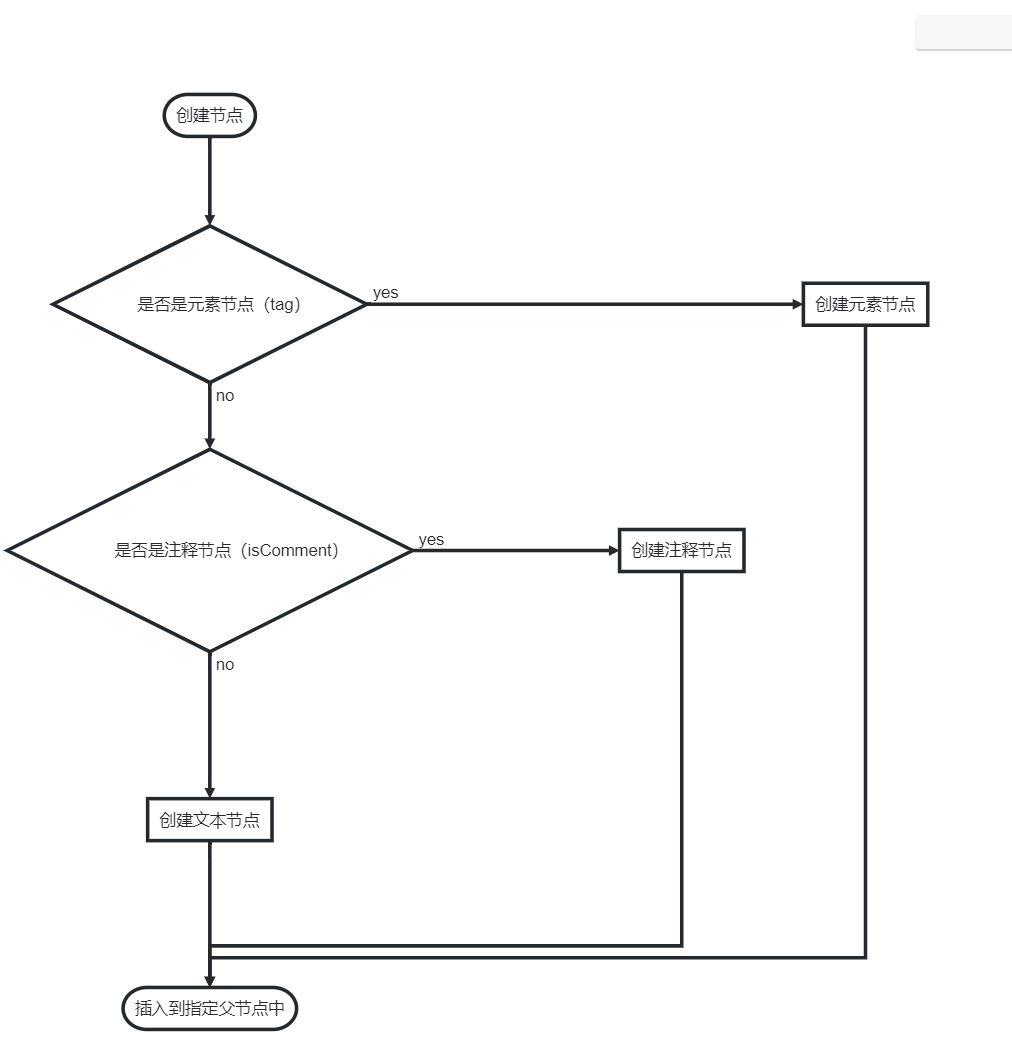 创建节点
是否是元素节点（tag）
yes
创建元素节点
no
是否是注释节点（isComment）
yes
创建注释节点
no
创建文本节点
插入到指定父节点中